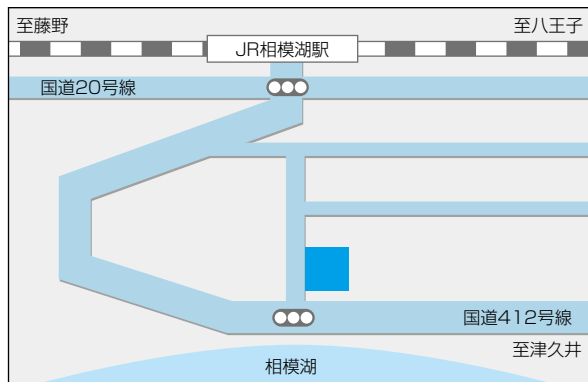 至藤野
至八王子
JR相模湖駅
国道20号線
国道412号線
至津久井
相模湖